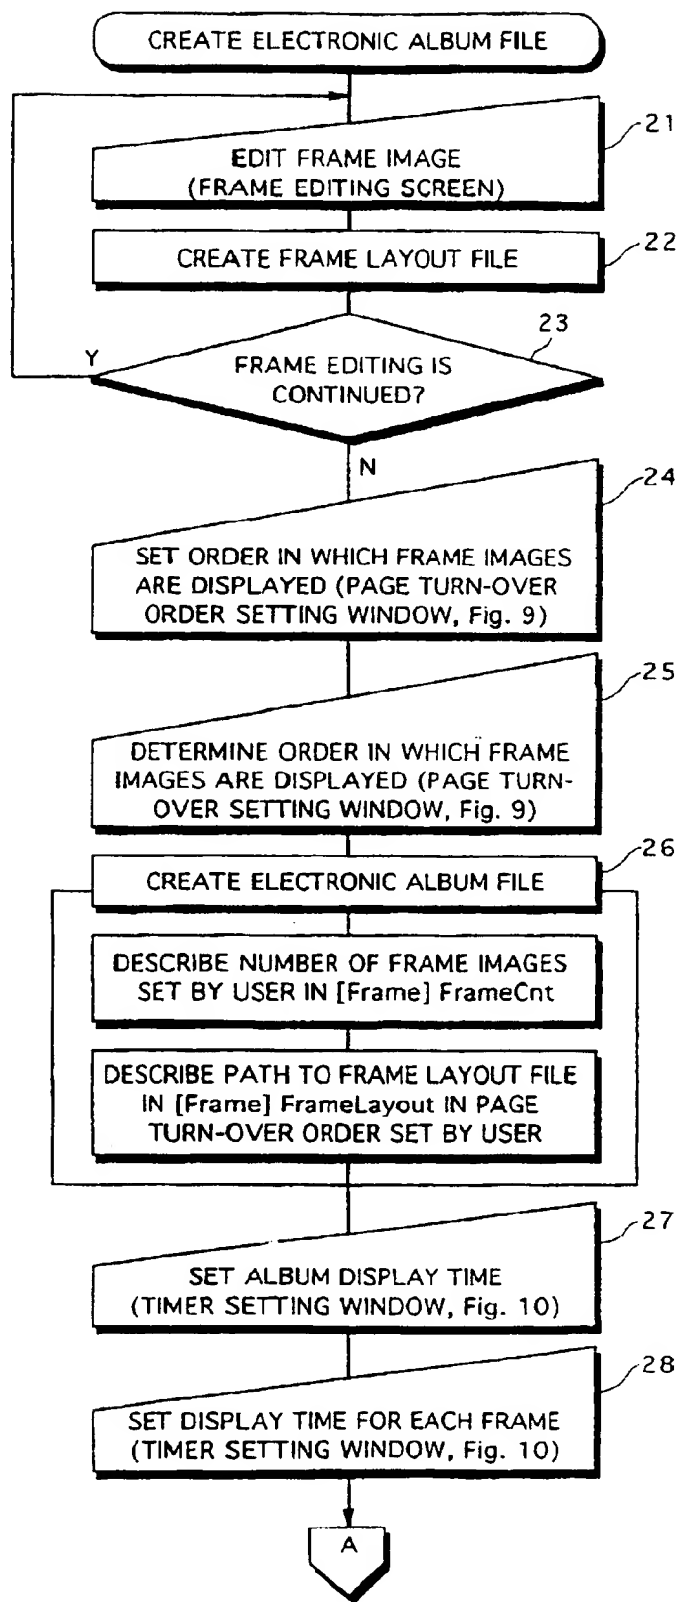 CREATE ELECTRONIC ALBUM FILE
21
EDIT FRAME IMAGE
(FRAME EDITING SCREEN)
22
CREATE FRAME LAYOUT FILE
23
Y
FRAME EDITING IS
CONTINUED?
N
24
SET ORDER IN WHICH FRAME IMAGES
ARE DISPLAYED (PAGE TURN-OVER
ORDER SETTING WINDOW, Fig. 9)
25
DETERMINE ORDER IN WHICH FRAME
IMAGES ARE DISPLAYED (PAGE TURN-
OVER SETTING WINDOW, Fig. 9)
26
CREATE ELECTRONIC ALBUM FILE
DESCRIBE NUMBER OF FRAME IMAGES
SET BY USER IN [Frame] FrameCnt
DESCRIBE PATH TO FRAME LAYOUT FILE
IN [Frame] FrameLayout IN PAGE
TURN-OVER ORDER SET BY USER
27
SET ALBUM DISPLAY TIME
(TIMER SETTING WINDOW, Fig. 10)
28
SET DISPLAY TIME FOR EACH FRAME
(TIMER SETTING WINDOW, Fig. 10)
A